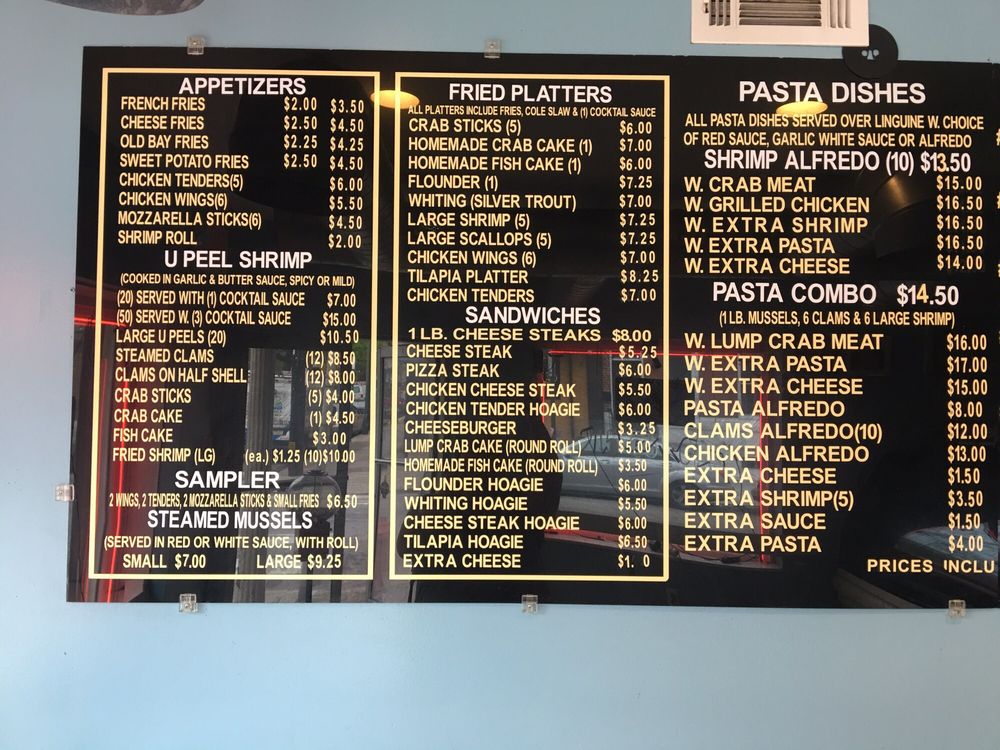 APPETIZERS
FRENCH FRIES $2.00 $3.50
CHEESE FRIES $2.50 $4.50
OLD BAY FRIES $2.25 $4.25
SWEET POTATO FRIES $2.50 $4.50
CHICKEN TENDERS(5) $6.00
CHICKEN WINGS(6) $5.50
MOZZARELLA STICKS(6) $4.50
SHRIMP ROLL $2.00
U PEEL SHRIMP
(COOKED IN GARLIC & BUTTER SAUCE, SPICY OR MILD)
(20) SERVED WITH (1) COCKTAIL SAUCE $7.00
(50) SERVED W. (3) COCKTAIL SAUCE $15.00
LARGE U PEELS (20) $10.50
STEAMED CLAMS (12) $8.50
CLAMS ON HALF SHELL (12) $8.00
CRAB STICKS (5) $4.00
CRAB CAKE (1) $4.50
FISH CAKE $3.00
FRIED SHRIMP (LG) (ea.) $1.25 (10)$10.00
SAMPLER
2 WINGS, 2 TENDERS, 2 MOZZARELLA STICKS & SMALL FRIES $6.50
STEAMED MUSSELS
(SERVED IN RED OR WHITE SAUCE, WITH ROLL)
SMALL $7.00 LARGE $9.25
FRIED PLATTERS
ALL PLATTERS INCLUDE FRIES, COLE SLAW & (1) COCKTAIL SAUCE
CRAB STICKS (5) $6.00
HOMEMADE CRAB CAKE (1) $7.00
HOMEMADE FISH CAKE (1) $6.00
FLOUNDER (1) $7.25
WHITING (SILVER TROUT) $7.00
LARGE SHRIMP (5) $7.25
LARGE SCALLOPS (5) $7.25
CHICKEN WINGS (6) $7.00
TILAPIA PLATTER $8.25
CHICKEN TENDERS $7.00
SANDWICHES
1 LB. CHEESE STEAKS $8.00
CHEESE STEAK $5.25
PIZZA STEAK $6.00
CHICKEN CHEESE STEAK $5.50
CHICKEN TENDER HOAGIE $6.00
CHEESEBURGER $3.25
LUMP CRAB CAKE (ROUND ROLL) $5.00
HOMEMADE FISH CAKE (ROUND ROLL) $3.50
FLOUNDER HOAGIE $6.00
WHITING HOAGIE $5.50
CHEESE STEAK HOAGIE $6.00
TILAPIA HOAGIE $6.50
EXTRA CHEESE $1. 0
PASTA DISHES
ALL PASTA DISHES SERVED OVER LINGUINE W. CHOICE
OF RED SAUCE, GARLIC WHITE SAUCE OR ALFREDO
SHRIMP ALFREDO (10) $13.50
W. CRAB MEAT $15.00
W. GRILLED CHICKEN $16.50
W. EXTRA SHRIMP $16.50
W. EXTRA PASTA $16.50
W. EXTRA CHEESE $14.00
PASTA COMBO $14.50
(1 LB. MUSSELS, 6 CLAMS & 6 LARGE SHRIMP)
W. LUMP CRAB MEAT $16.00
W. EXTRA PASTA $17.00
W. EXTRA CHEESE $15.00
PASTA ALFREDO $8.00
CLAMS ALFREDO(10) $12.00
CHICKEN ALFREDO $13.00
EXTRA CHEESE $1.50
EXTRA SHRIMP(5) $3.50
EXTRA SAUCE $1.50
EXTRA PASTA $4.00
PRICES INCLU